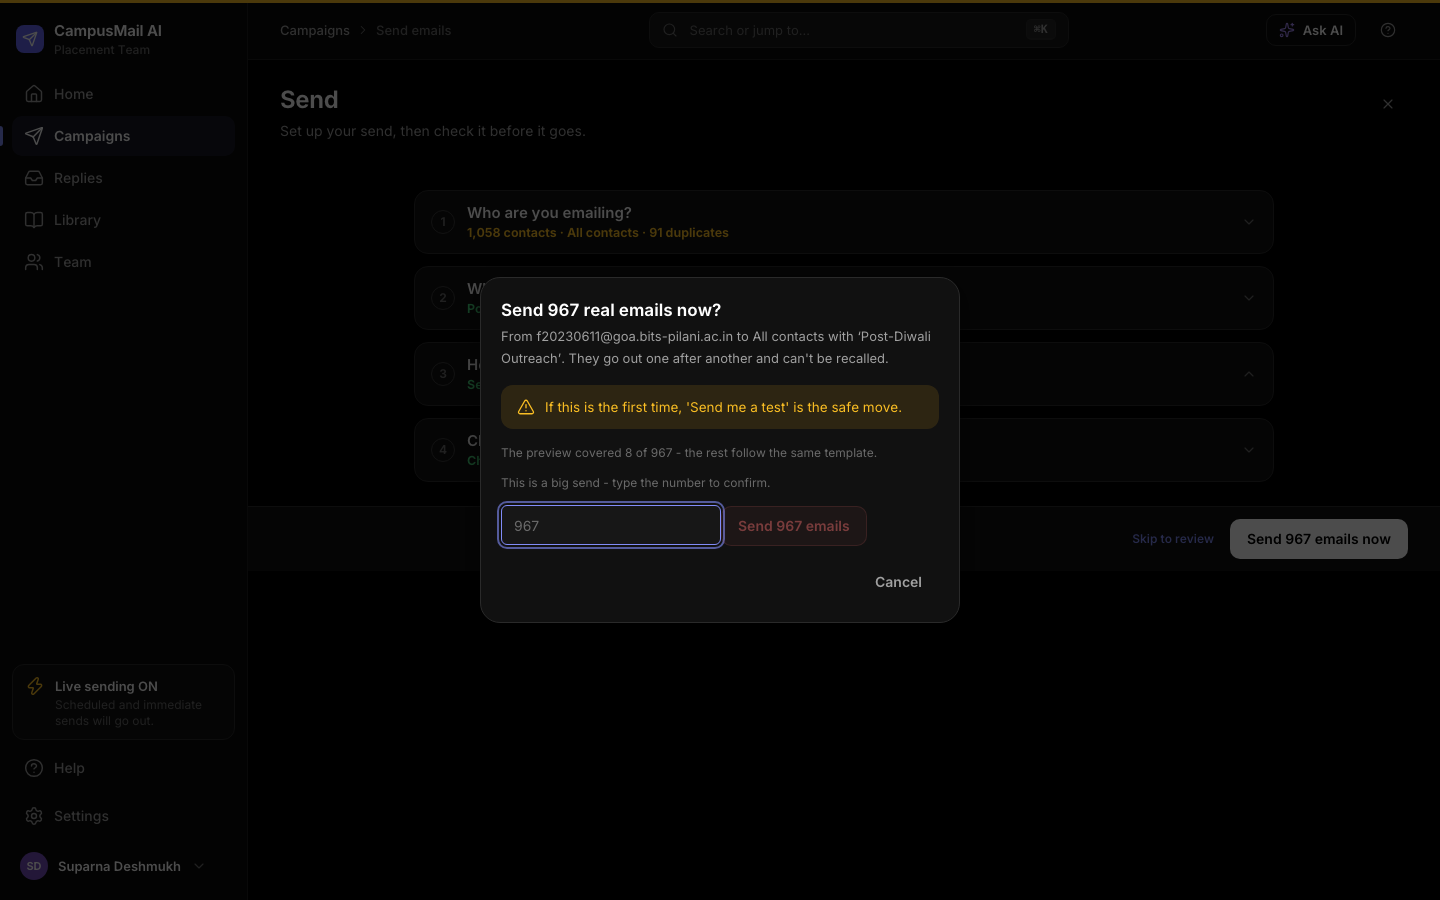 CampusMail AI
Placement Team
Home
Campaigns
Replies
Library
Team
Live sending ON
Scheduled and immediate
sends will go out.
Help
Settings
SD
Suparna Deshmukh
Campaigns
Send emails
Search or jump to...
⌘K
Ask AI
Send
Set up your send, then check it before it goes.
1
Who are you emailing?
1,058 contacts · All contacts · 91 duplicates
2
3
4
Send 967 real emails now?
From f20230611@goa.bits-pilani.ac.in to All contacts with ‘Post-Diwali
Outreach’. They go out one after another and can't be recalled.
If this is the first time, 'Send me a test' is the safe move.
The preview covered 8 of 967 - the rest follow the same template.
This is a big send - type the number to confirm.
967
Send 967 emails
Cancel
Skip to review
Send 967 emails now